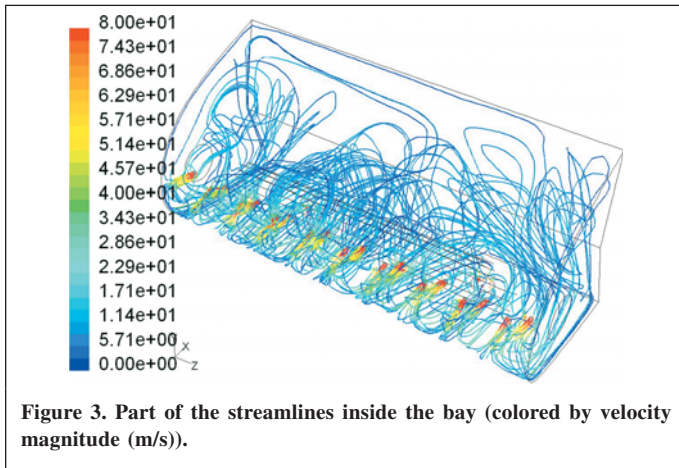 8.00e+01
7.43e+01
6.86e+01
6.29e+01
5.71e+01
5.14e+01
4.57e+01
4.00e+01
3.43e+01
2.86e+01
2.29e+01
1.71e+01
1.14e+01
5.71e+00
0.00e+00
X
Z
Figure 3. Part of the streamlines inside the bay (colored by velocity
magnitude (m/s)).